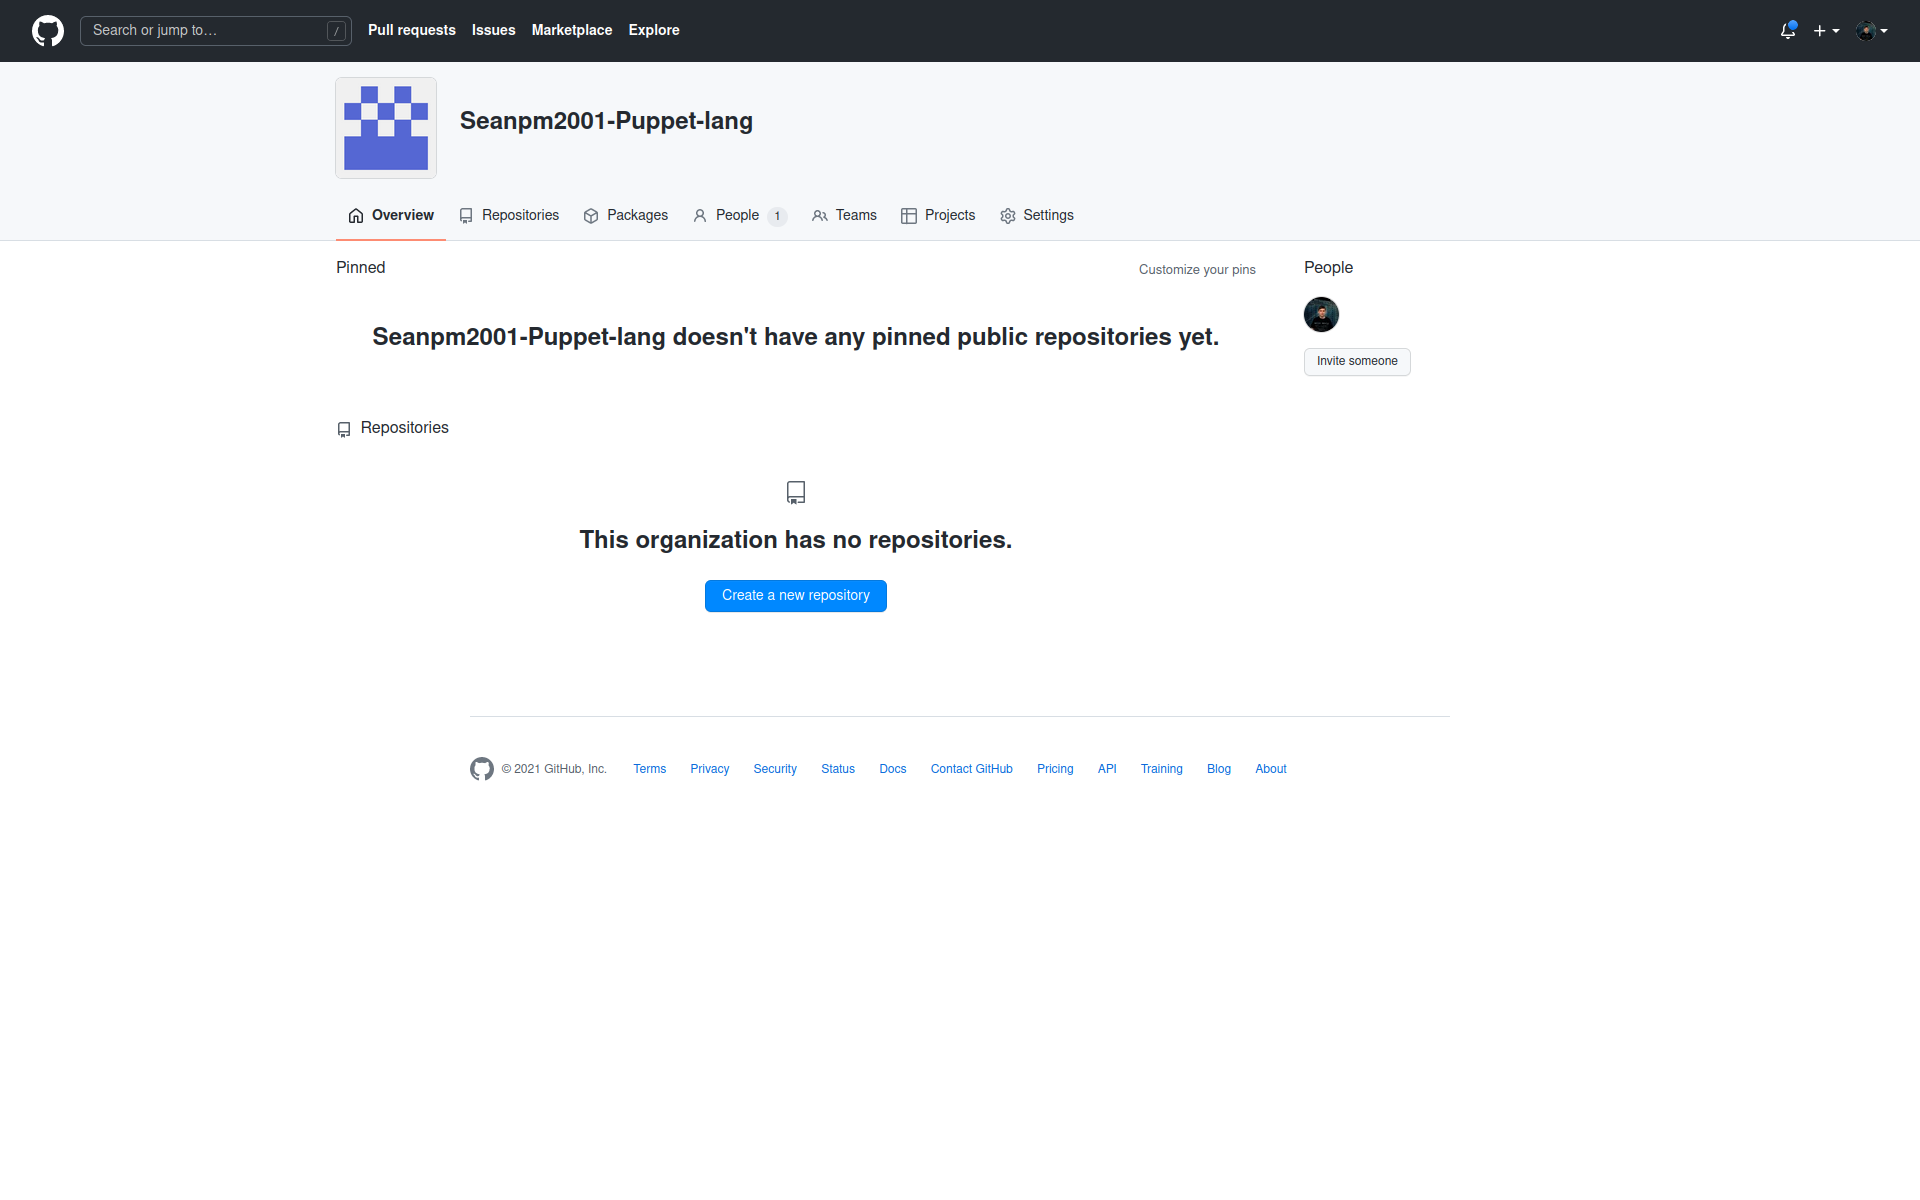 Search or jump to… /
Pull requests Issues Marketplace Explore
Seanpm2001-Puppet-lang
Overview Repositories Packages People 1 Teams Projects Settings
Pinned
Customize your pins
Seanpm2001-Puppet-lang doesn't have any pinned public repositories yet.
Repositories
This organization has no repositories.
Create a new repository
People
Invite someone
© 2021 GitHub, Inc. Terms Privacy Security Status Docs Contact GitHub Pricing API Training Blog About